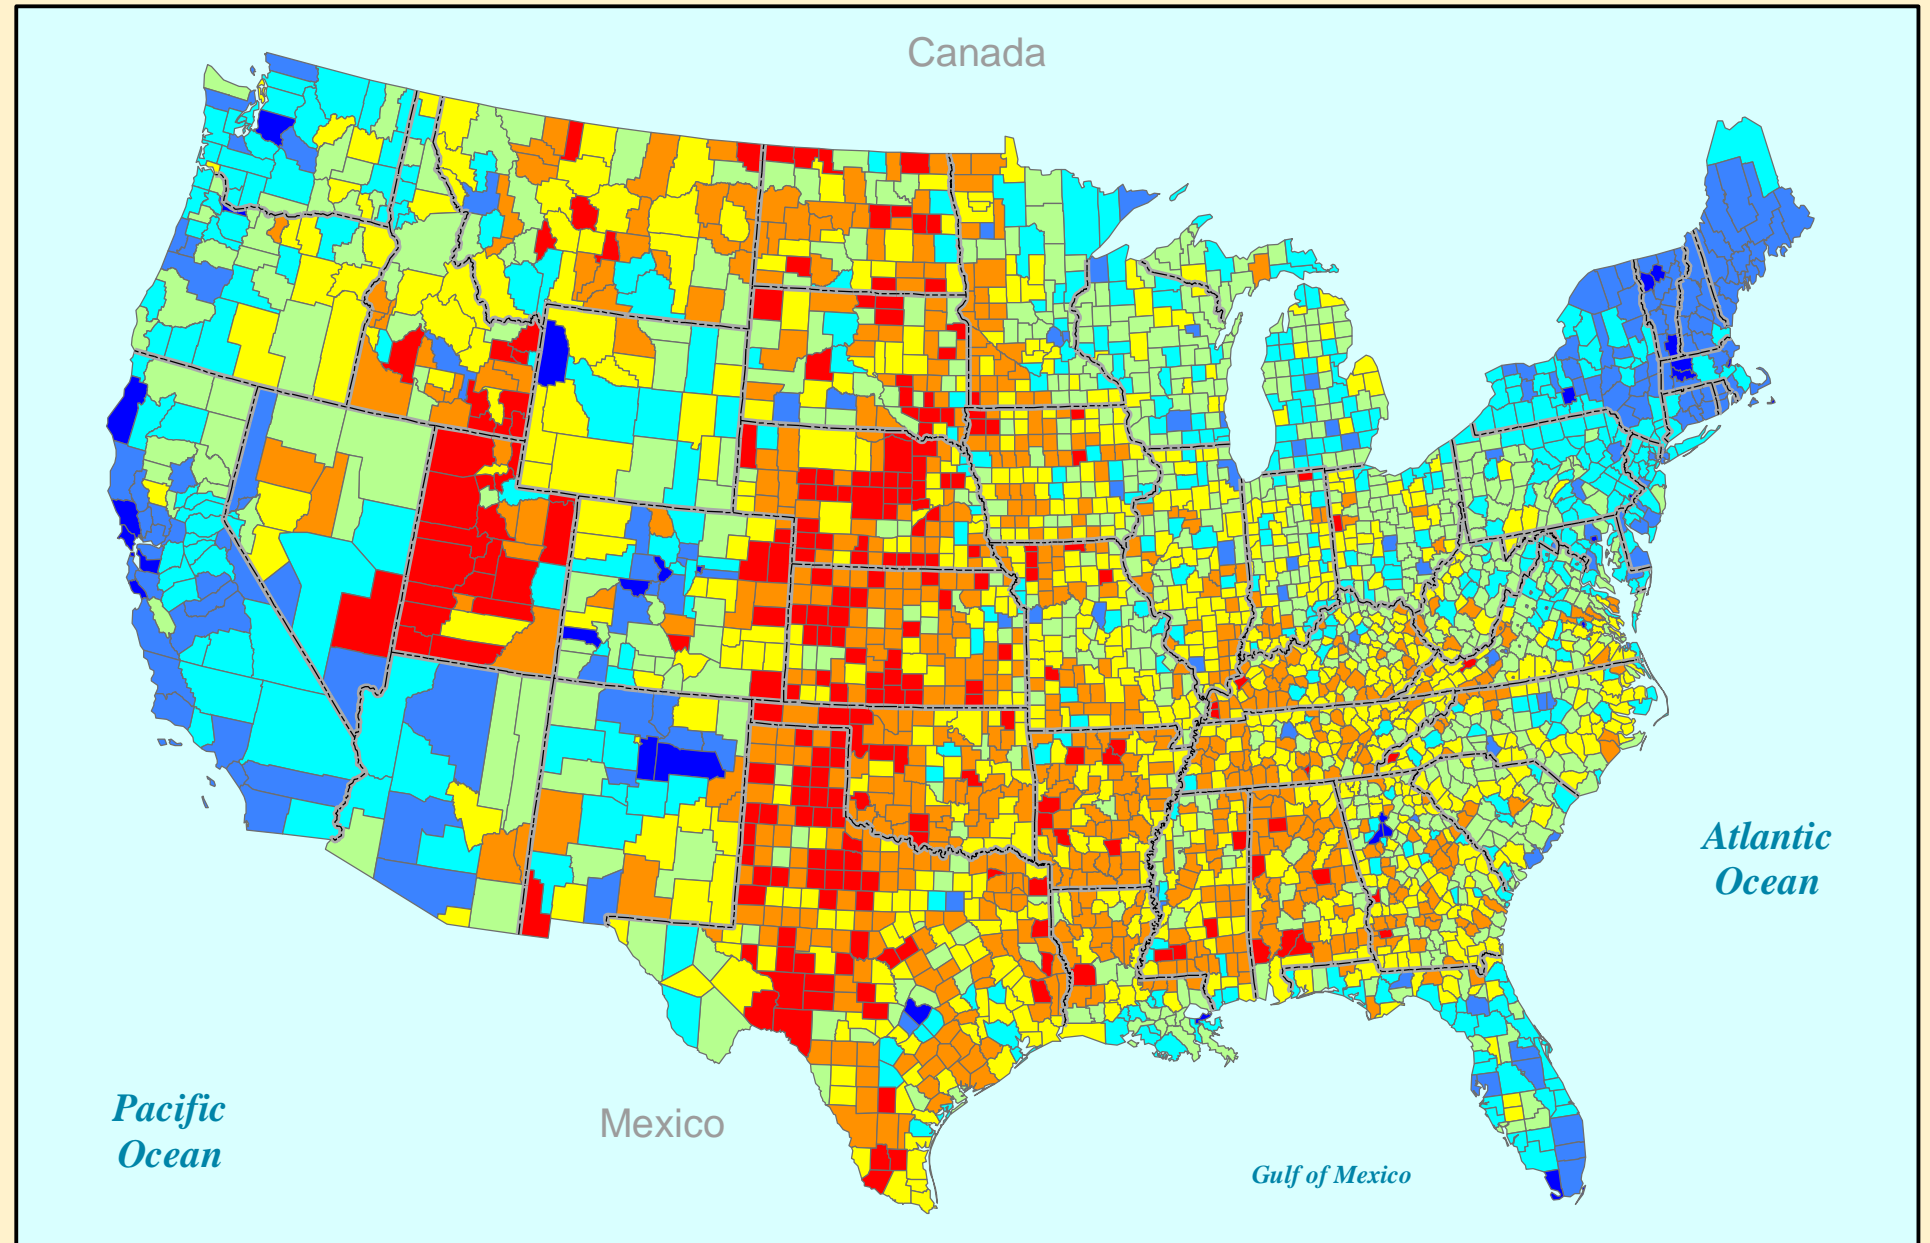 Canada
Atlantic
Ocean
Pacific
Ocean
Mexico
Gulf of Mexico